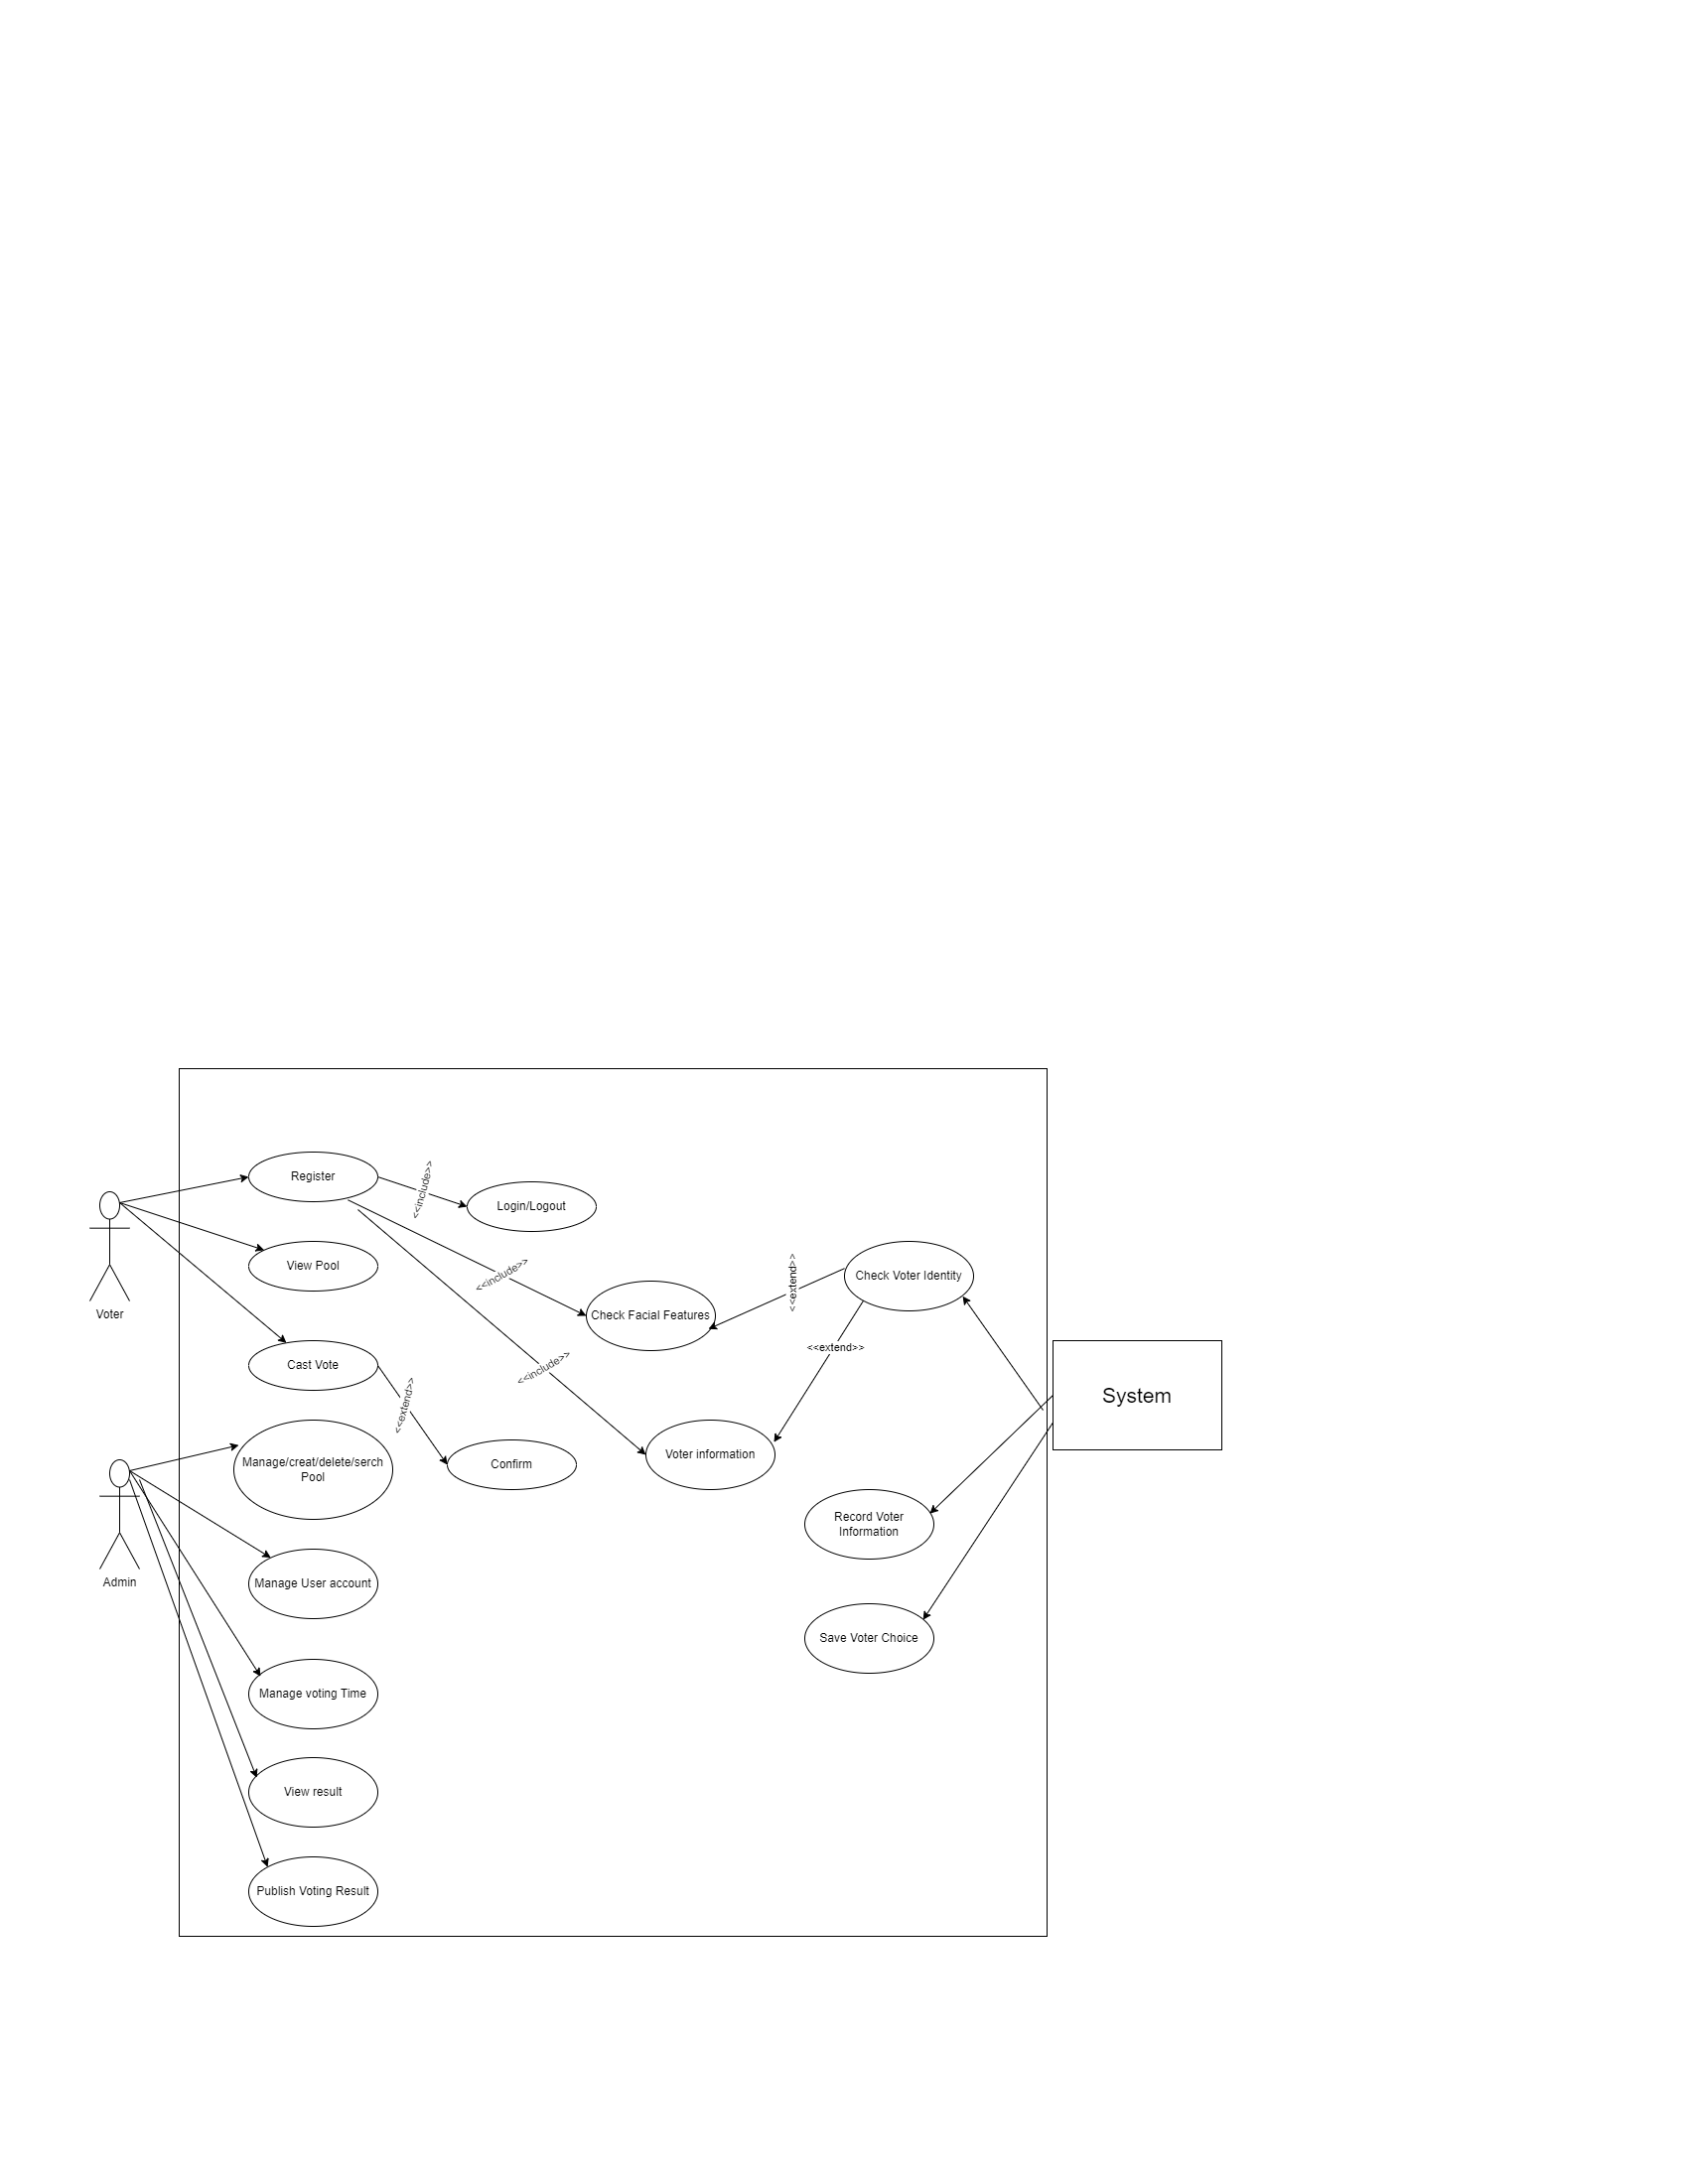 Register
<<include>>
Login/Logout
View Pool
Voter
<<include>>
Check Facial Features
<<extend>>
Check Voter Identity
<<extend>>
Cast Vote
<<include>>
<<extend>>
System
Manage/creat/delete/serch
Pool
Confirm
Voter information
Record Voter
Information
Admin
Manage User account
Save Voter Choice
Manage voting Time
View result
Publish Voting Result